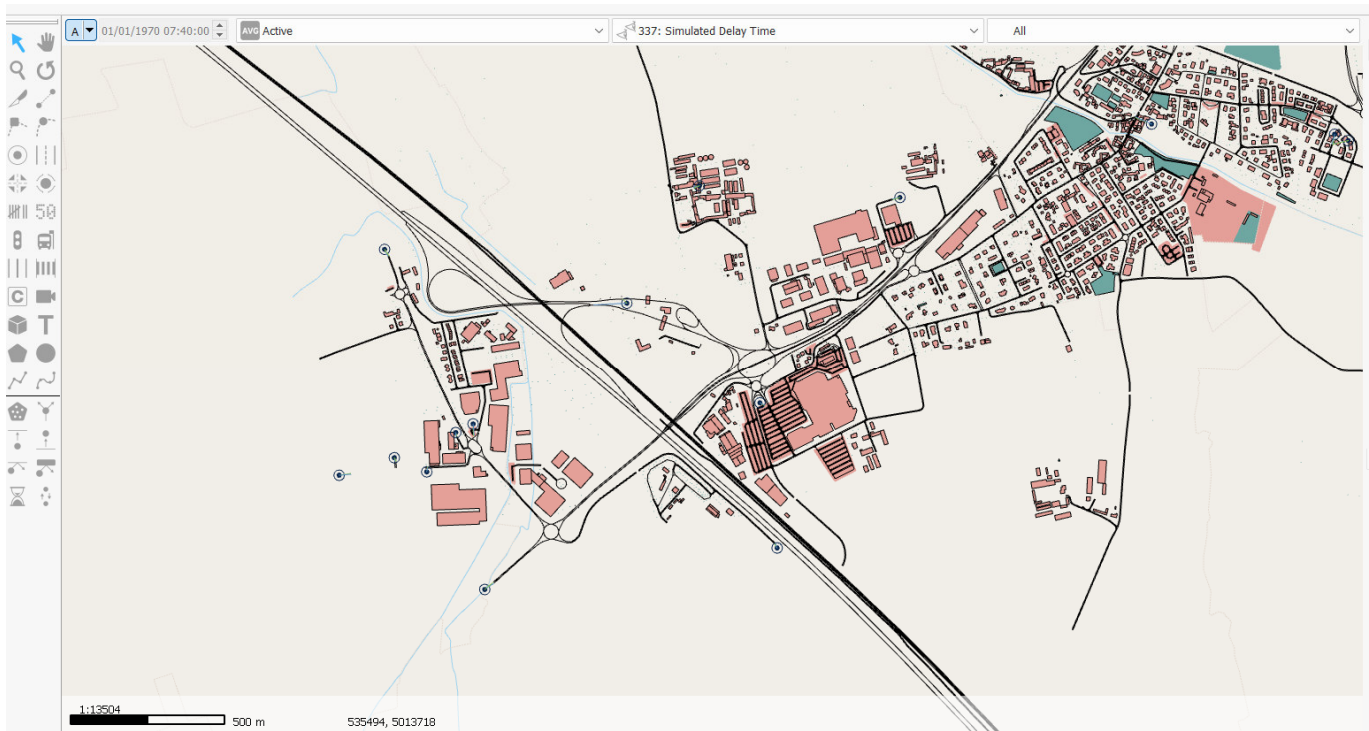 A 01/01/1970 07:40:00 AVG Active 337: Simulated Delay Time All
50
C
T
1:13504
500 m 535494, 5013718